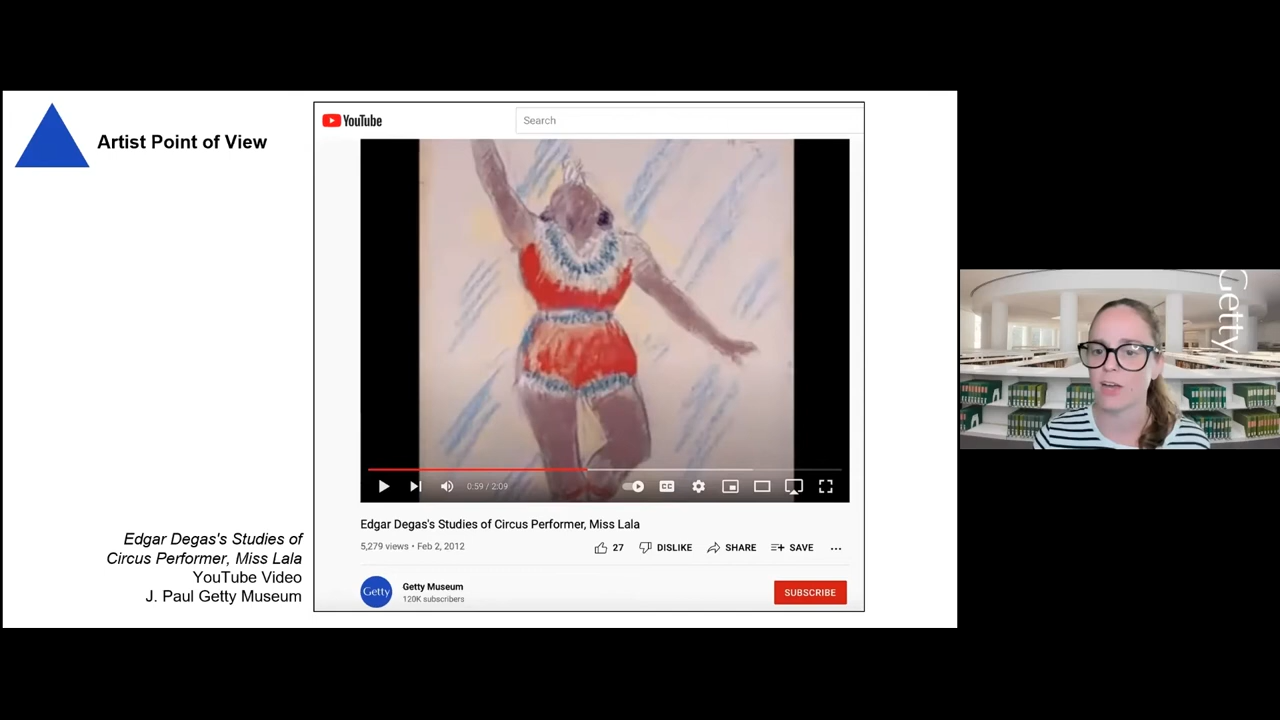 Artist Point of View
YouTube
Search
0:59 / 2:09
CC
Edgar Degas's Studies of Circus Performer, Miss Lala
5,279 views • Feb 2, 2012
27
DISLIKE
SHARE
SAVE
Getty
Getty Museum
120K subscribers
SUBSCRIBE
Edgar Degas's Studies of
Circus Performer, Miss Lala
YouTube Video
J. Paul Getty Museum
Getty